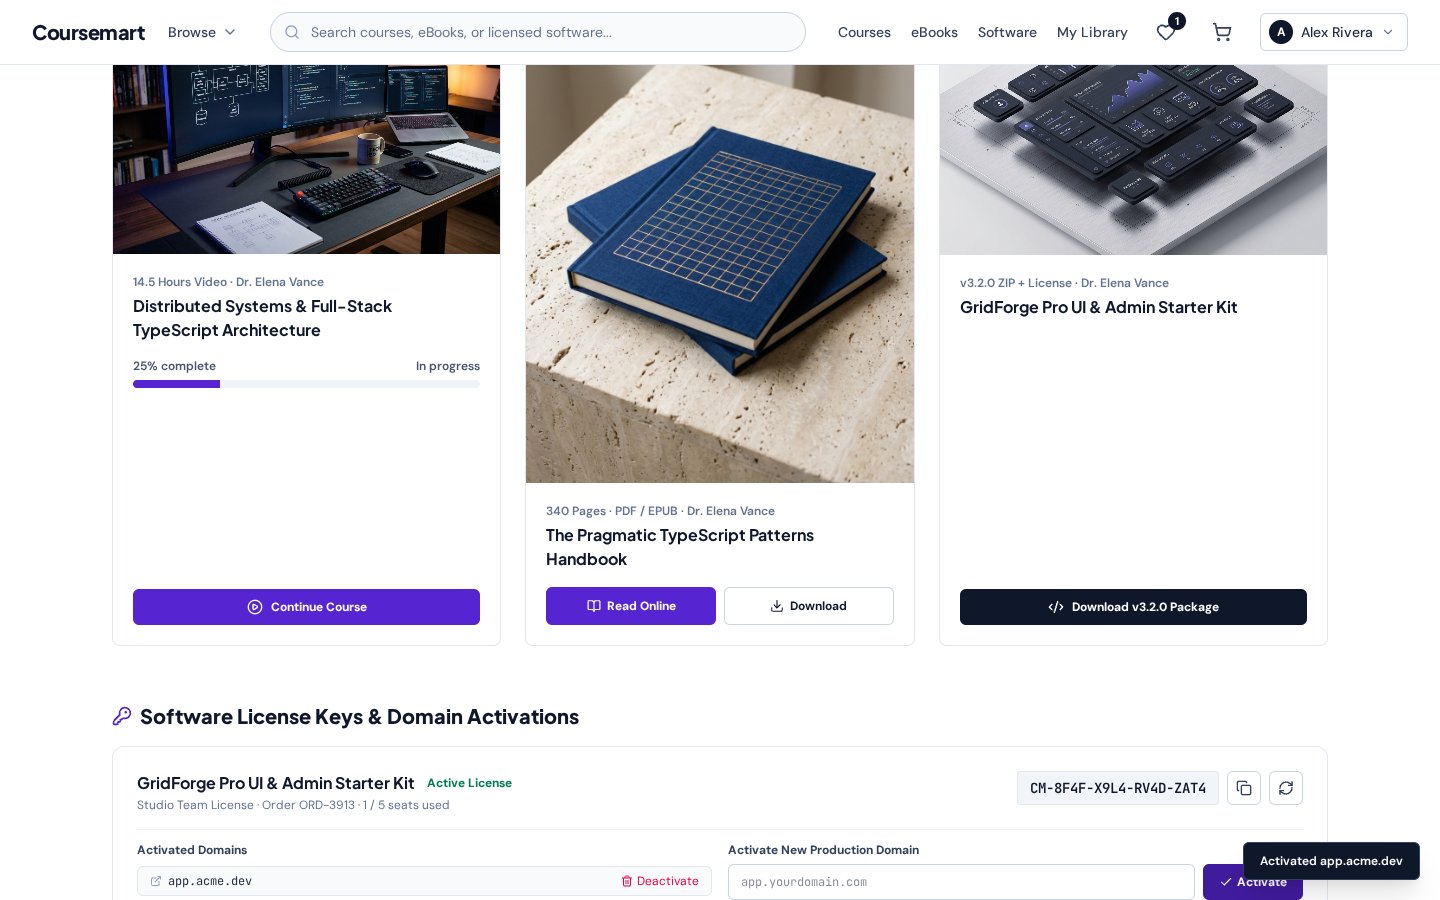 Coursemart
Browse
Search courses, eBooks, or licensed software...
Courses
eBooks
Software
My Library
1
A
Alex Rivera
14.5 Hours Video · Dr. Elena Vance
Distributed Systems & Full-Stack
TypeScript Architecture
25% complete
In progress
Continue Course
340 Pages · PDF / EPUB · Dr. Elena Vance
The Pragmatic TypeScript Patterns
Handbook
Read Online
Download
v3.2.0 ZIP + License · Dr. Elena Vance
GridForge Pro UI & Admin Starter Kit
Download v3.2.0 Package
Software License Keys & Domain Activations
GridForge Pro UI & Admin Starter Kit
Active License
Studio Team License · Order ORD-3913 · 1 / 5 seats used
CM-8F4F-X9L4-RV4D-ZAT4
Activated Domains
app.acme.dev
Deactivate
Activate New Production Domain
app.yourdomain.com
Activate
Activated app.acme.dev